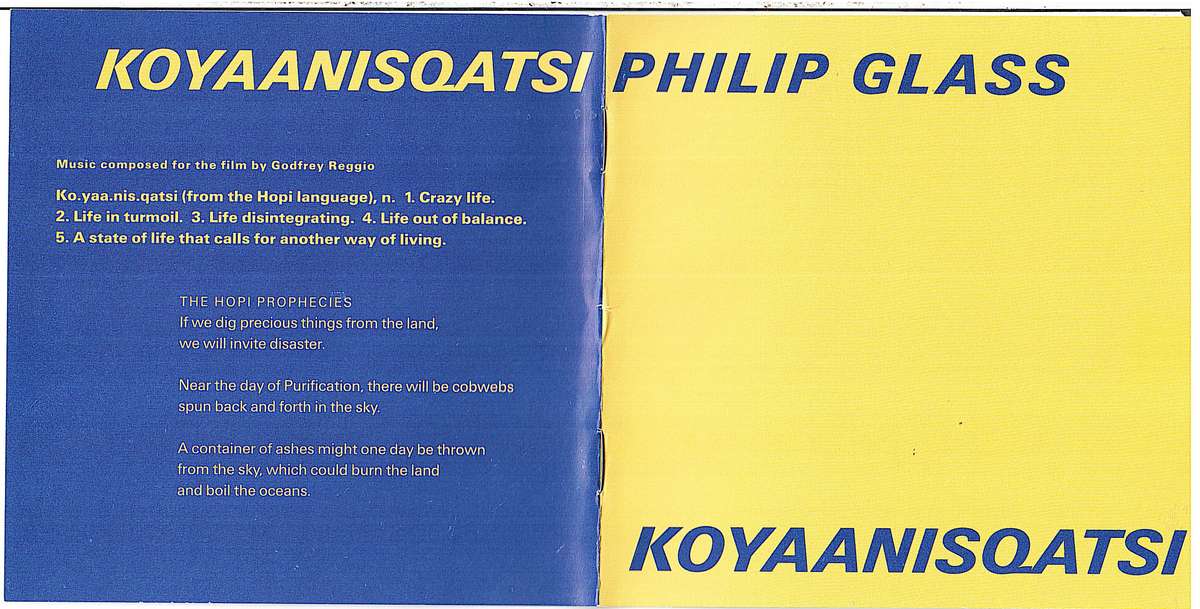 KOYAANISQATSI
Music composed for the film by Godfrey Reggio
Ko.yaa.nis.qatsi (from the Hopi language), n. 1. Crazy life.
2. Life in turmoil. 3. Life disintegrating. 4. Life out of balance.
5. A state of life that calls for another way of living.
THE HOPI PROPHECIES
If we dig precious things from the land,
we will invite disaster.
Near the day of Purification, there will be cobwebs
spun back and forth in the sky.
A container of ashes might one day be thrown
from the sky, which could burn the land
and boil the oceans.
PHILIP GLASS
KOYAANISQATSI